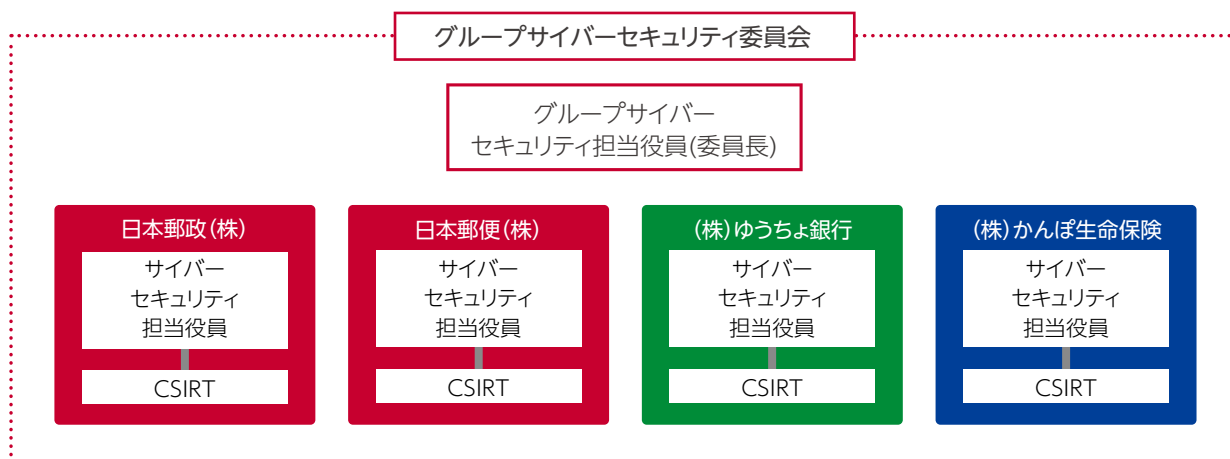 グループサイバーセキュリティ委員会
グループサイバー
セキュリティ担当役員(委員長)
日本郵政(株)
サイバー
セキュリティ
担当役員
CSIRT
日本郵便(株)
サイバー
セキュリティ
担当役員
CSIRT
(株)ゆうちょ銀行
サイバー
セキュリティ
担当役員
CSIRT
(株)かんぽ生命保険
サイバー
セキュリティ
担当役員
CSIRT